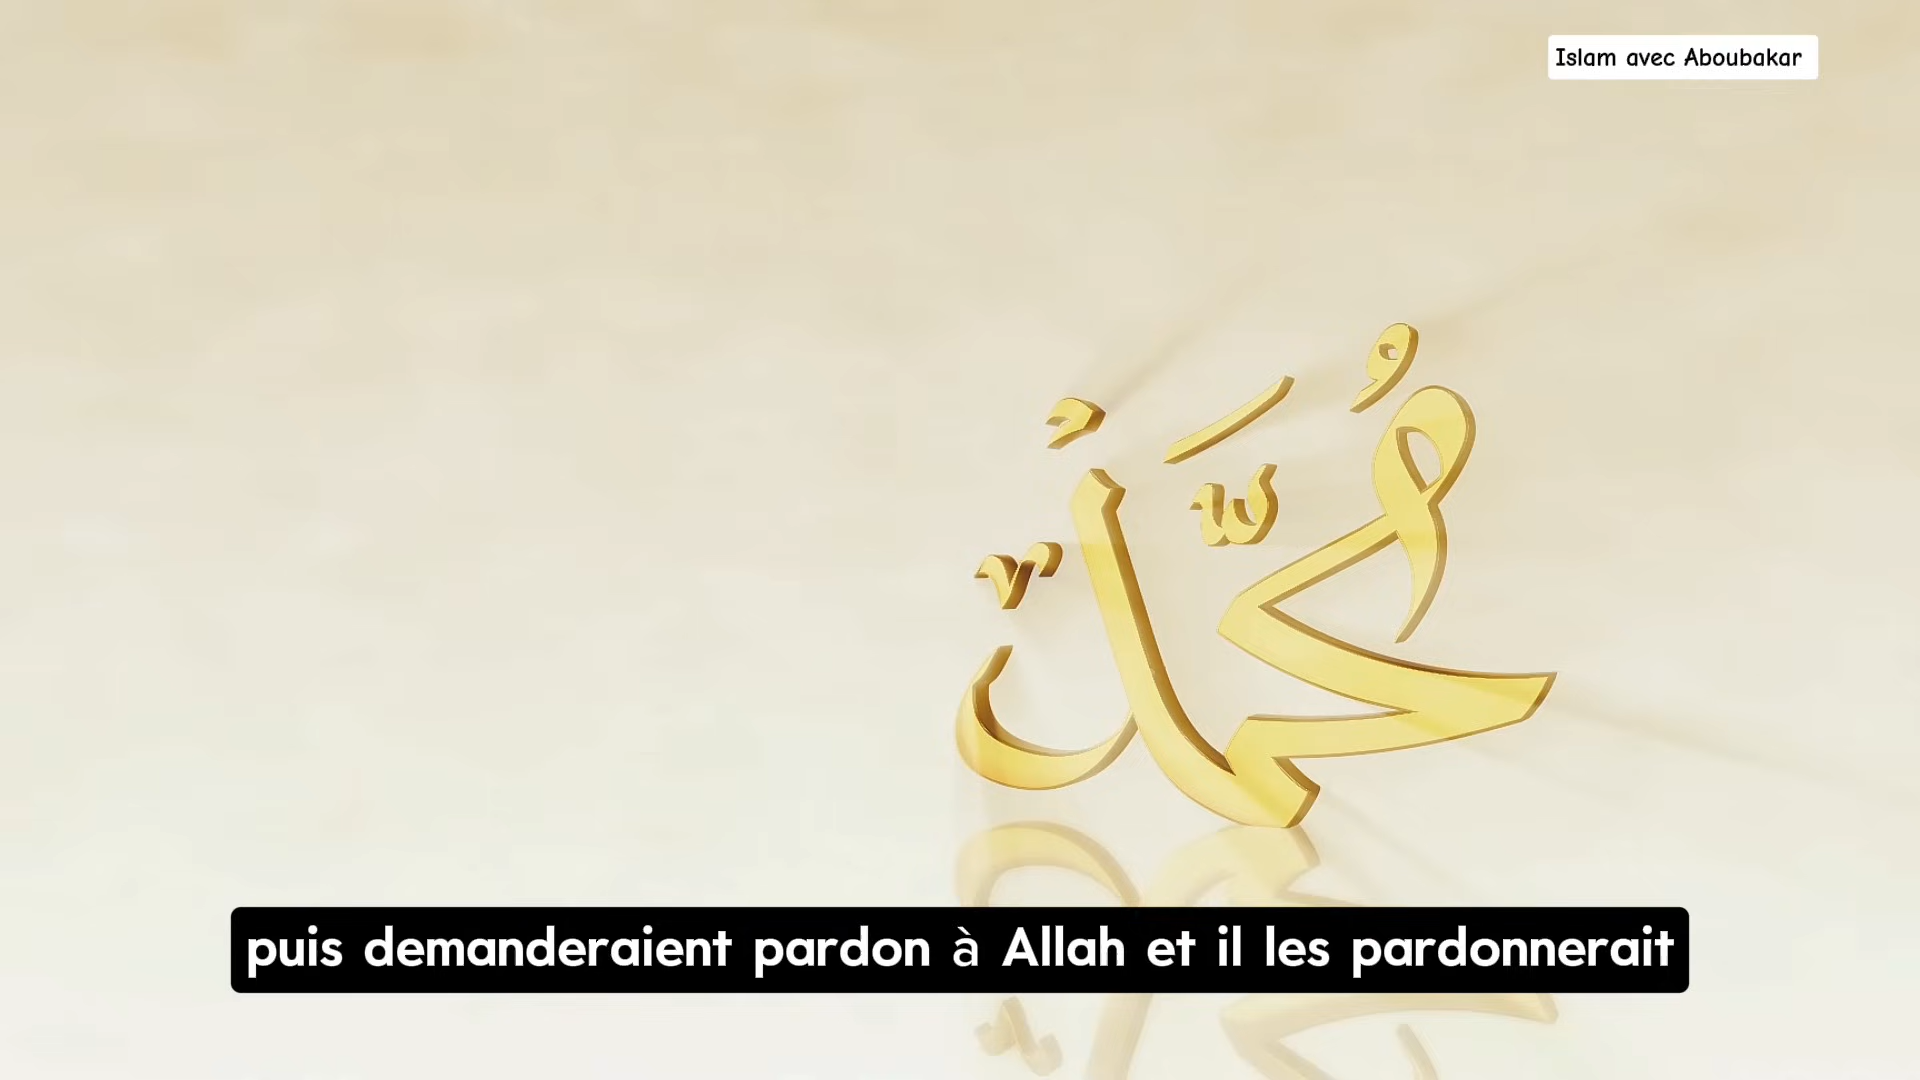 Islam avec Aboubakar
مُحَمَّدٌ
puis demanderaient pardon à Allah et il les pardonnerait